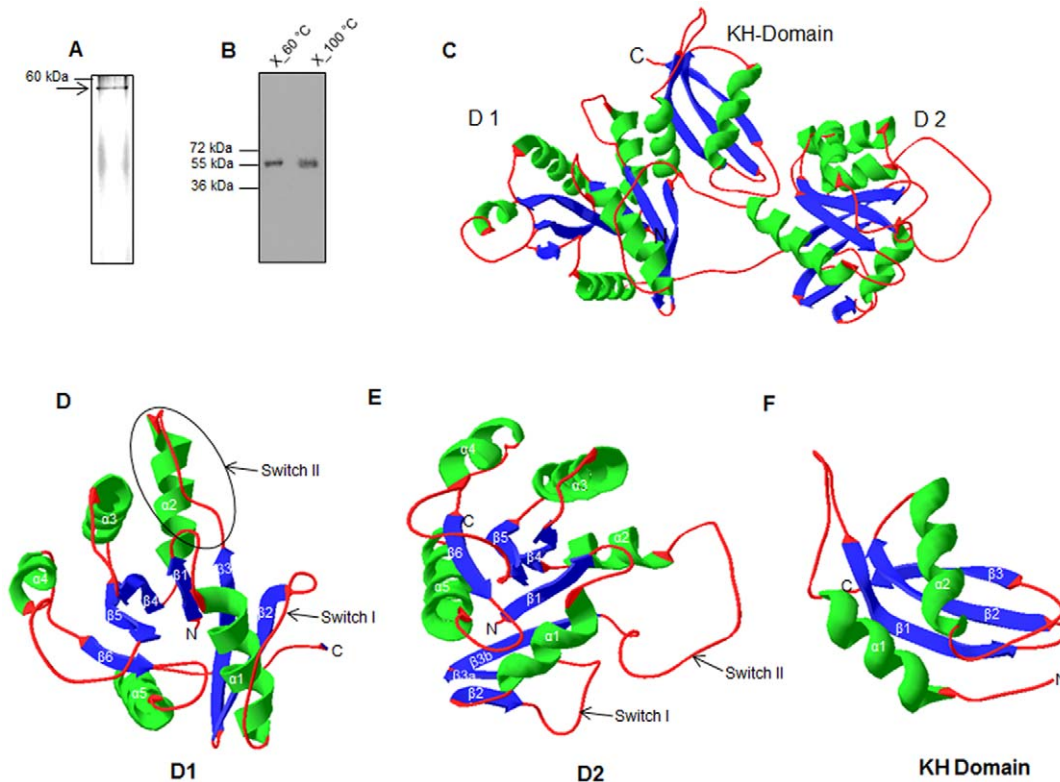 A
60 kDa
B
X_60 °C
X_100 °C
72 kDa
55 kDa
36 kDa
C
KH-Domain
C
D 1
D 2
N
D
Switch II
α2
α3
α4
β1
β3
β4
β2
β5
N
Switch I
C
β6
α1
α5
D1
E
α4
α3
C
β5
β4
α2
β6
α5
β1
N
α1
β3b
β3a
β2
Switch II
Switch I
D2
F
C
α2
β3
β2
β1
α1
N
KH Domain